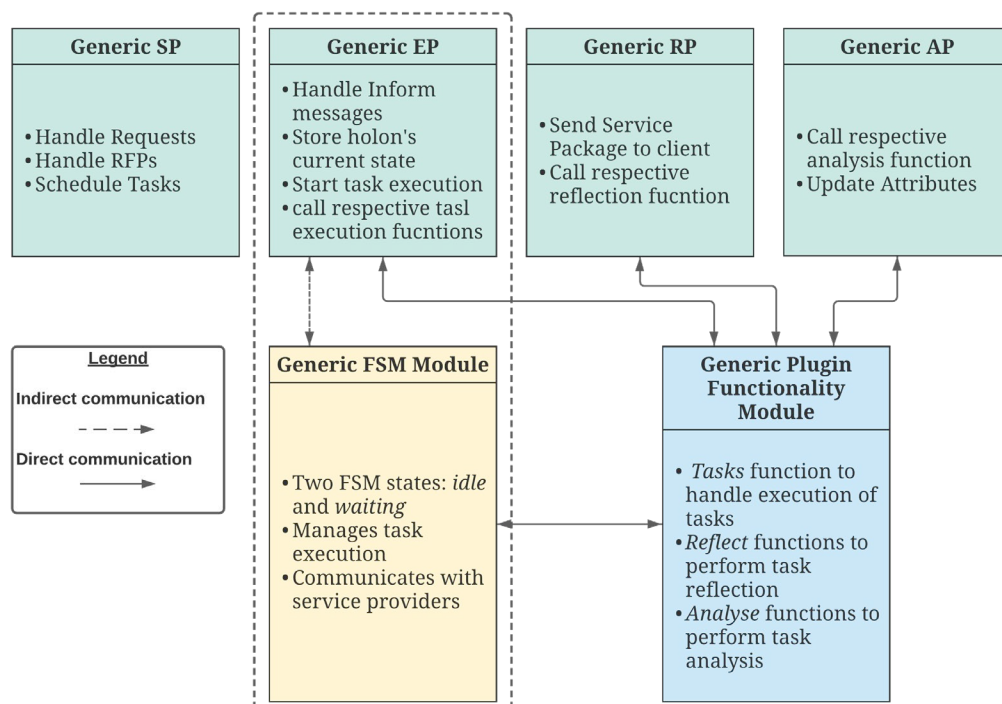 Generic SP
• Handle Requests
• Handle RFPs
• Schedule Tasks
Generic EP
• Handle Inform
messages
• Store holon's
current state
• Start task execution
• call respective tasl
execution fucntions
Generic RP
• Send Service
Package to client
• Call respective
reflection fucntion
Generic AP
• Call respective
analysis function
• Update Attributes
Legend
Indirect communication
Direct communication
Generic FSM Module
• Two FSM states: idle
and waiting
• Manages task
execution
• Communicates with
service providers
Generic Plugin
Functionality
Module
• Tasks function to
handle execution of
tasks
• Reflect functions to
perform task
reflection
• Analyse functions to
perform task
analysis